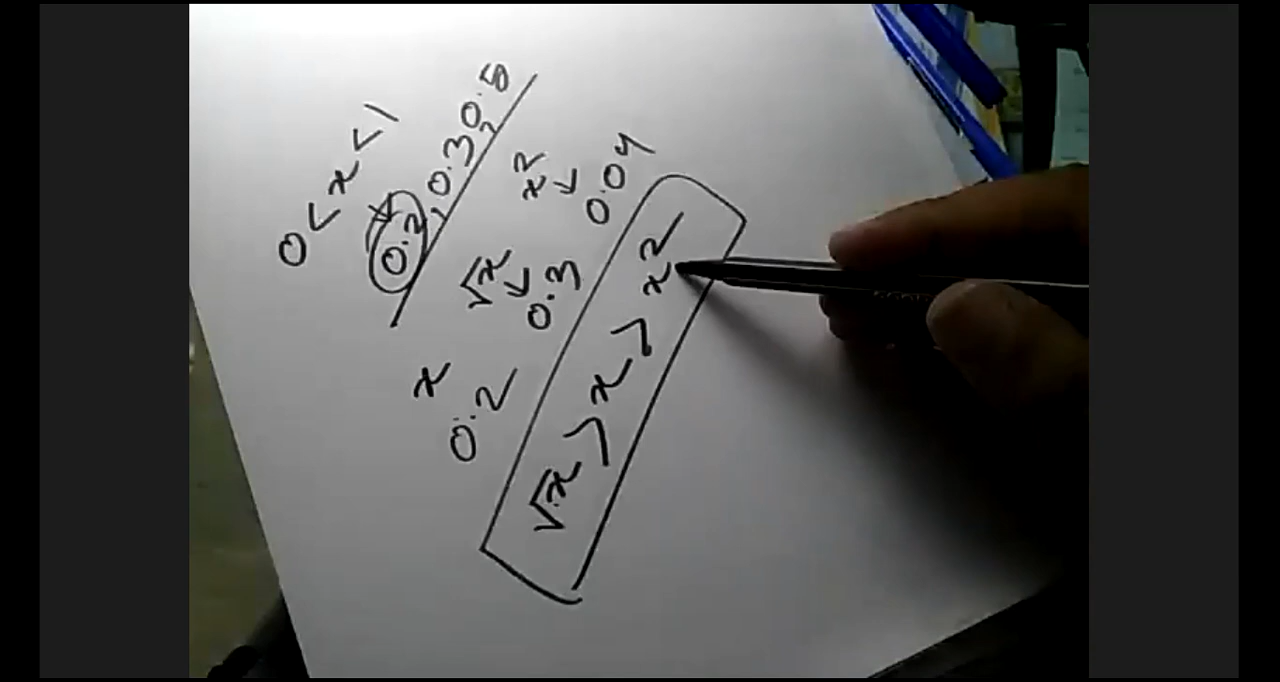 0 < x < 1
0.2, 0.3, 0.5
x² 
0.04
√x
0.3
x
0.2
√x > x > x²